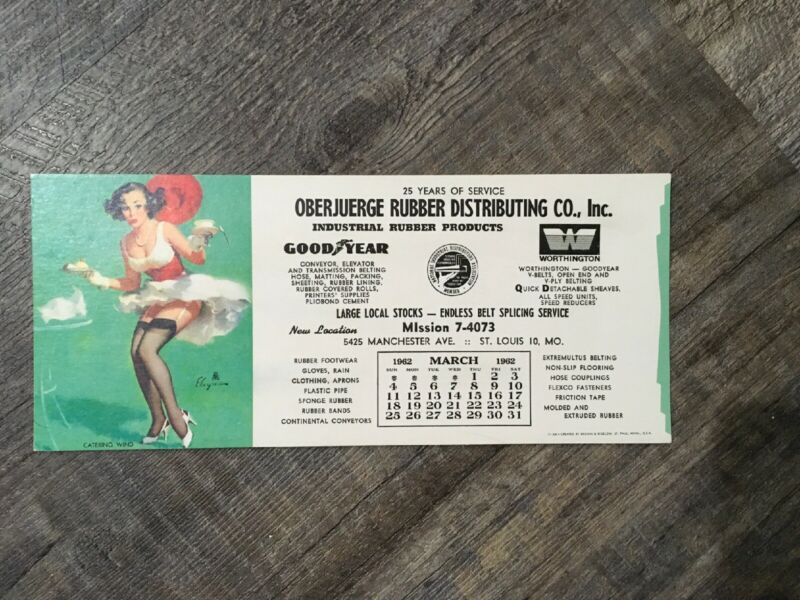 25 YEARS OF SERVICE
OBERJUERGE RUBBER DISTRIBUTING CO., Inc.
INDUSTRIAL RUBBER PRODUCTS
GOODYEAR
CONVEYOR, ELEVATOR
AND TRANSMISSION BELTING
HOSE, MATTING, PACKING,
SHEETING, RUBBER LINING,
RUBBER COVERED ROLLS,
PRINTERS' SUPPLIES
PLIOBOND CEMENT
W
WORTHINGTON
WORTHINGTON — GOODYEAR
V-BELTS, OPEN END AND
V-PLY BELTING
QUICK DETACHABLE SHEAVES,
ALL SPEED UNITS,
SPEED REDUCERS
LARGE LOCAL STOCKS — ENDLESS BELT SPLICING SERVICE
New Location MIssion 7-4073
5425 MANCHESTER AVE. :: ST. LOUIS 10, MO.
RUBBER FOOTWEAR
GLOVES, RAIN
CLOTHING, APRONS
PLASTIC PIPE
SPONGE RUBBER
RUBBER BANDS
CONTINENTAL CONVEYORS
1962 MARCH 1962
SUN MON TUE WED THU FRI SAT
* * * * 1 2 3
4 5 6 7 8 9 10
11 12 13 14 15 16 17
18 19 20 21 22 23 24
25 26 27 28 29 30 31
EXTREMULTUS BELTING
NON-SLIP FLOORING
HOSE COUPLINGS
FLEXCO FASTENERS
FRICTION TAPE
MOLDED AND
EXTRUDED RUBBER
Elvgren
CATERING WING